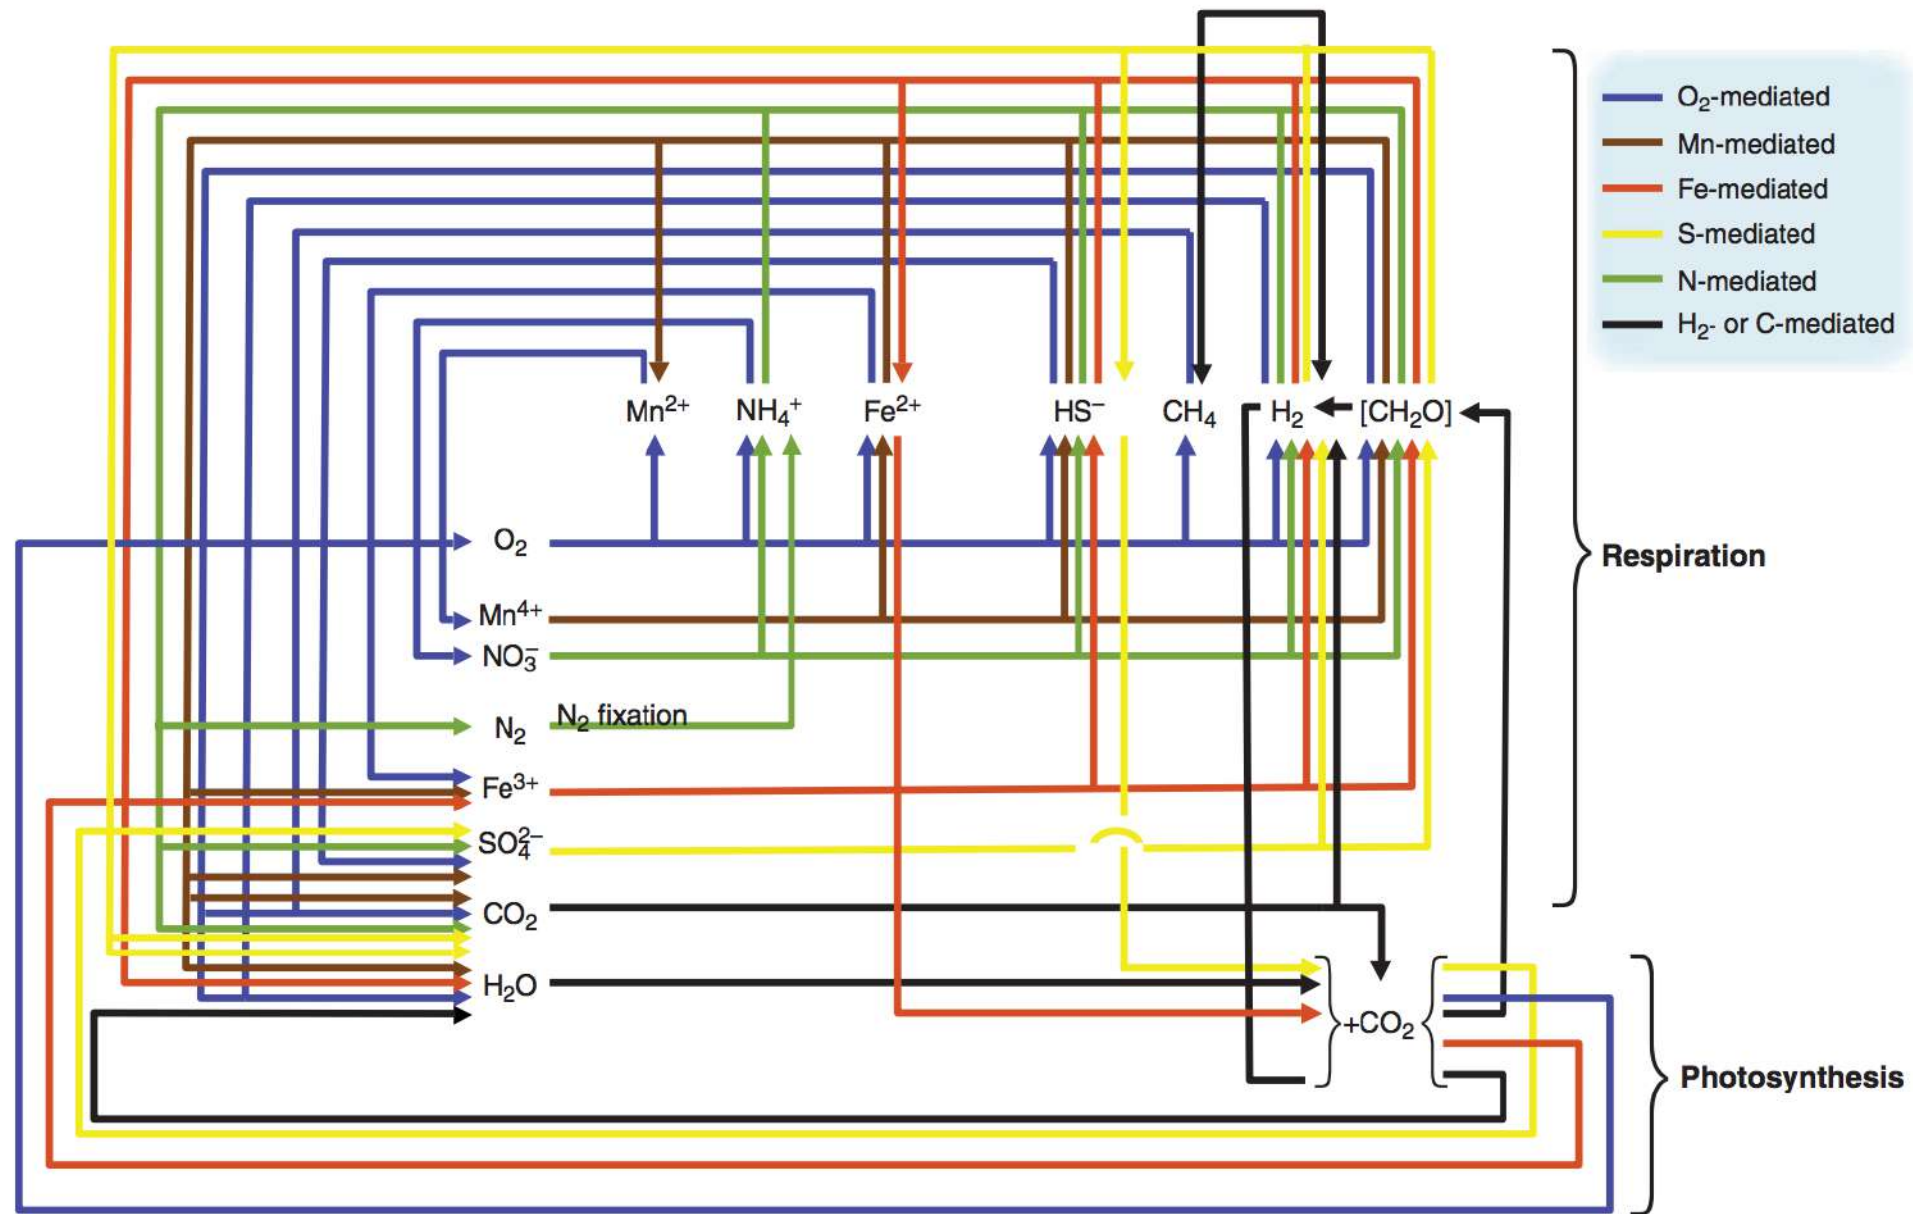 O₂-mediated
Mn-mediated
Fe-mediated
S-mediated
N-mediated
H₂- or C-mediated
Mn²⁺ NH₄⁺ Fe²⁺ HS⁻ CH₄ H₂ [CH₂O]
O₂
Respiration
Mn⁴⁺
NO₃⁻
N₂ N₂ fixation
Fe³⁺
SO₄²⁻
CO₂
H₂O
+CO₂
Photosynthesis